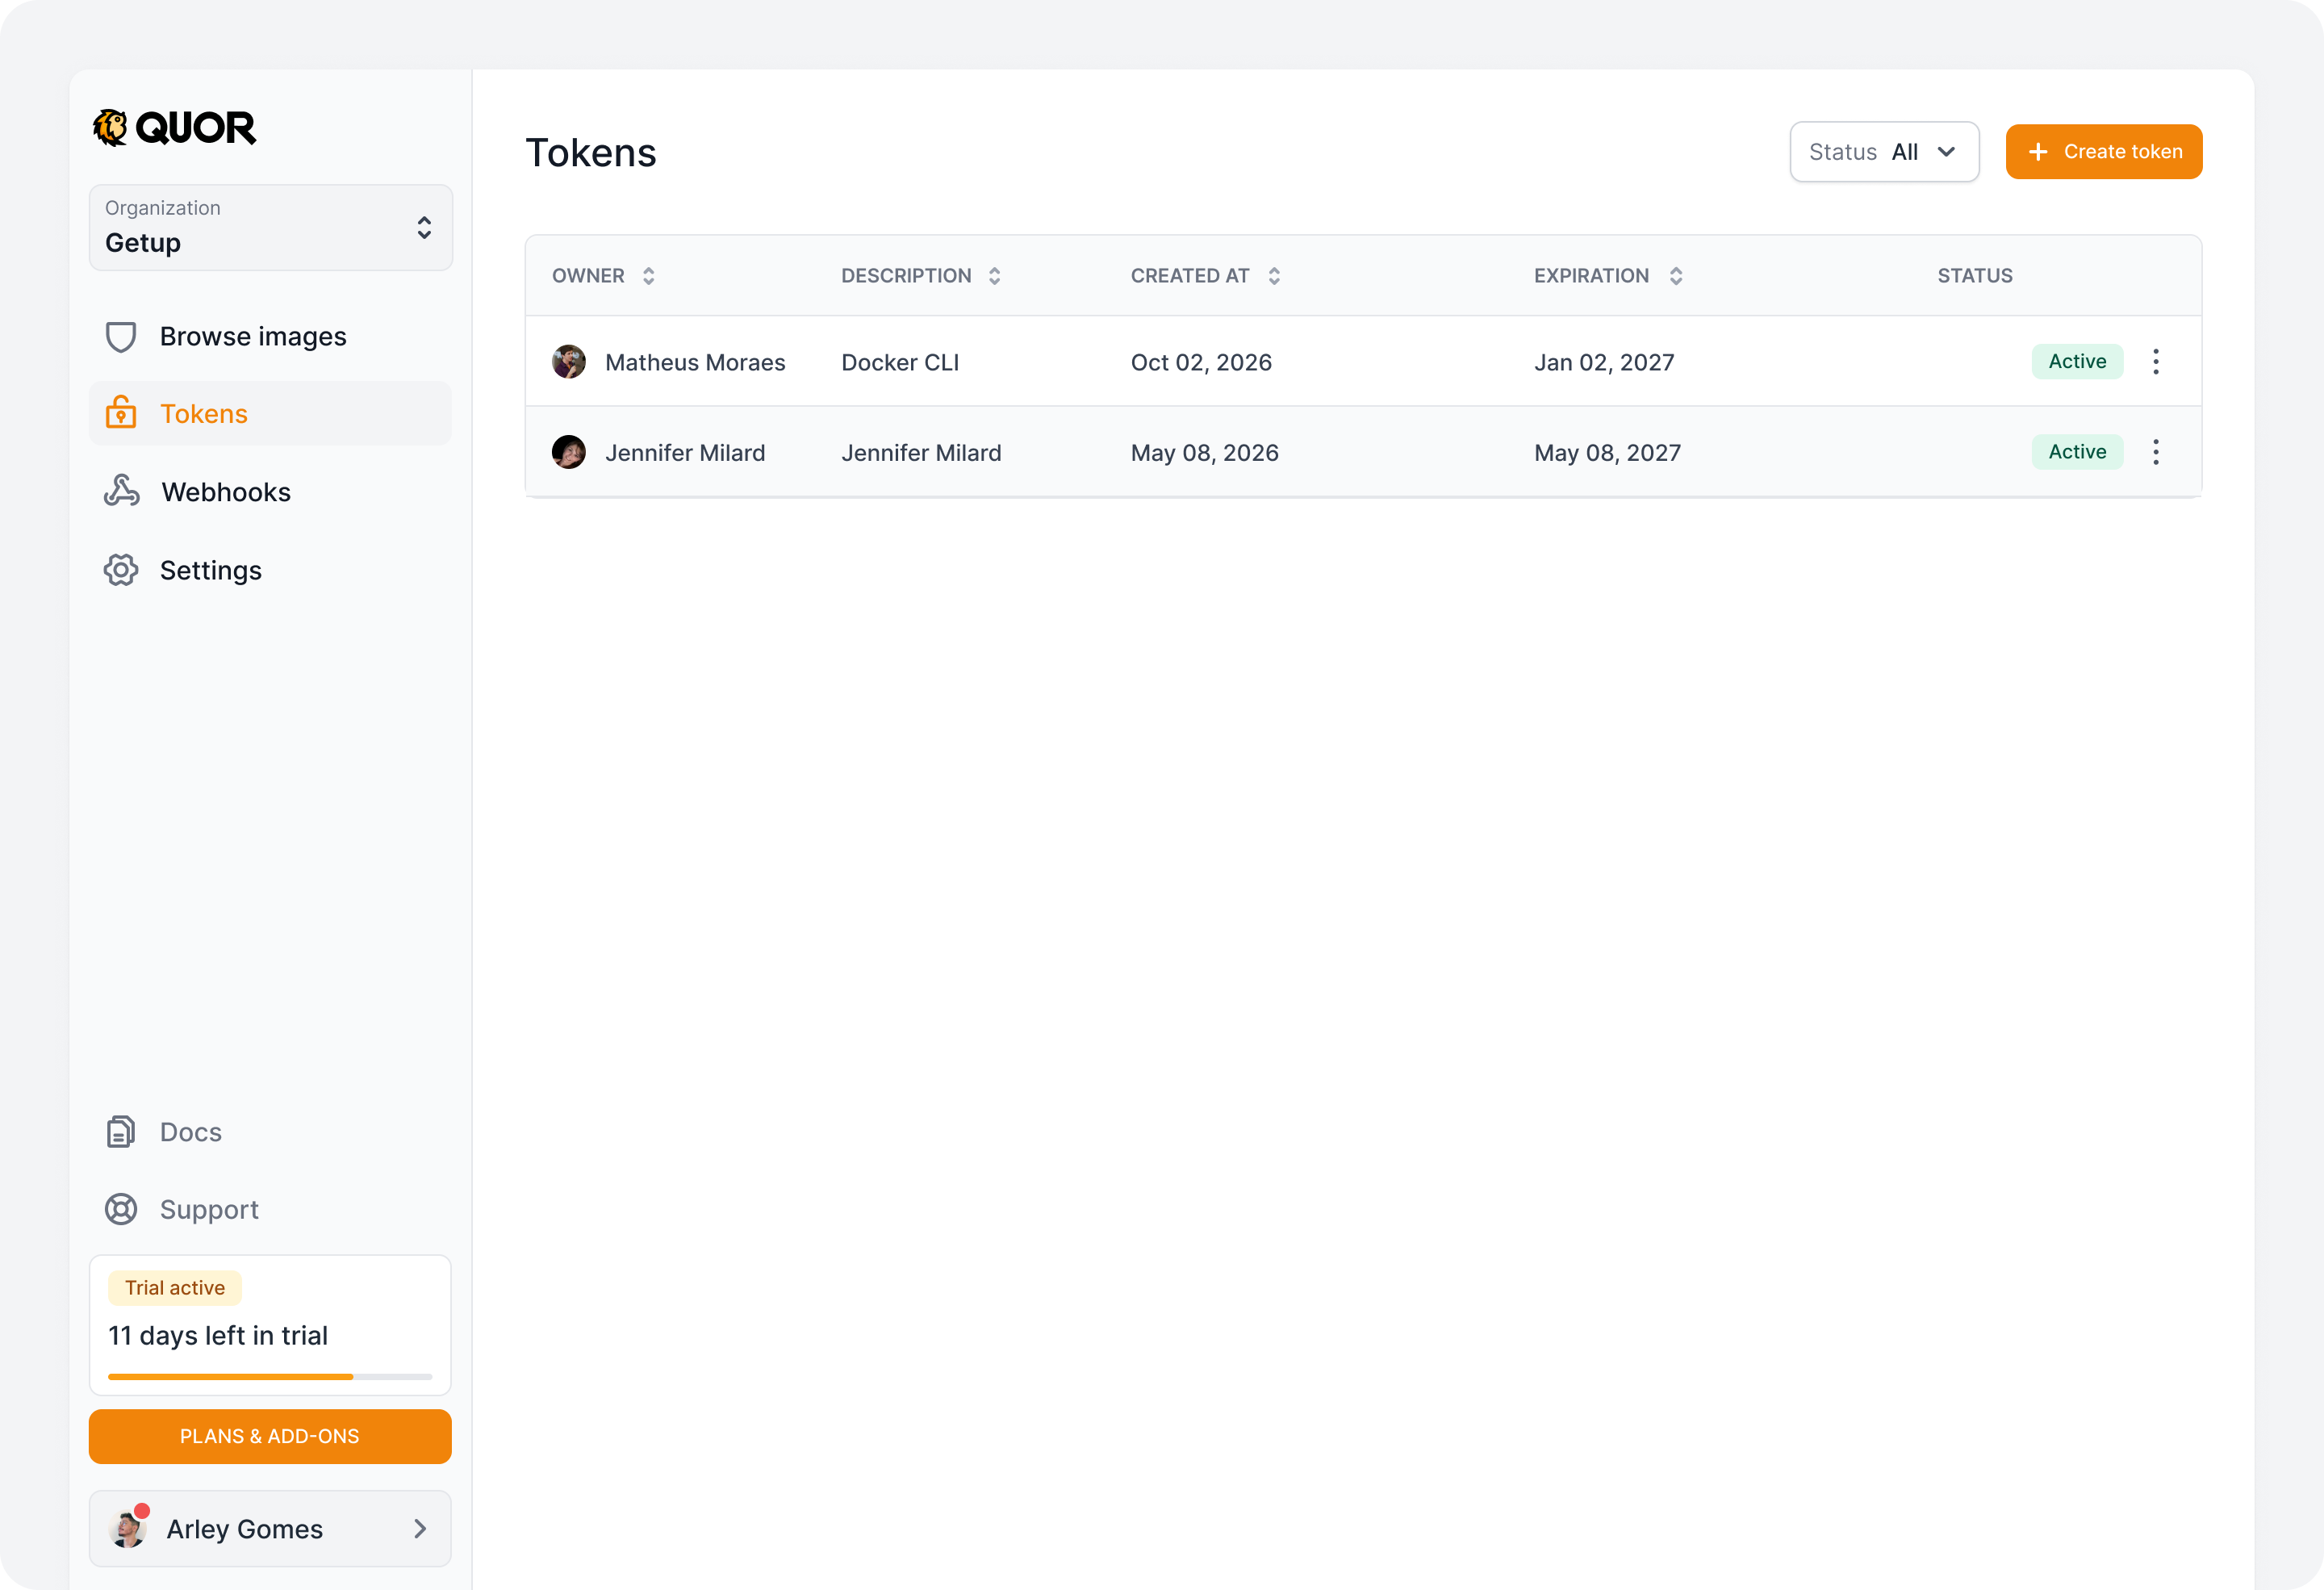 QUOR
Organization
Getup
Browse images
Tokens
Webhooks
Settings
Docs
Support
Trial active
11 days left in trial
PLANS & ADD-ONS
Arley Gomes
Tokens
Status All
Create token
OWNER DESCRIPTION CREATED AT EXPIRATION STATUS
Matheus Moraes Docker CLI Oct 02, 2026 Jan 02, 2027 Active
Jennifer Milard Jennifer Milard May 08, 2026 May 08, 2027 Active